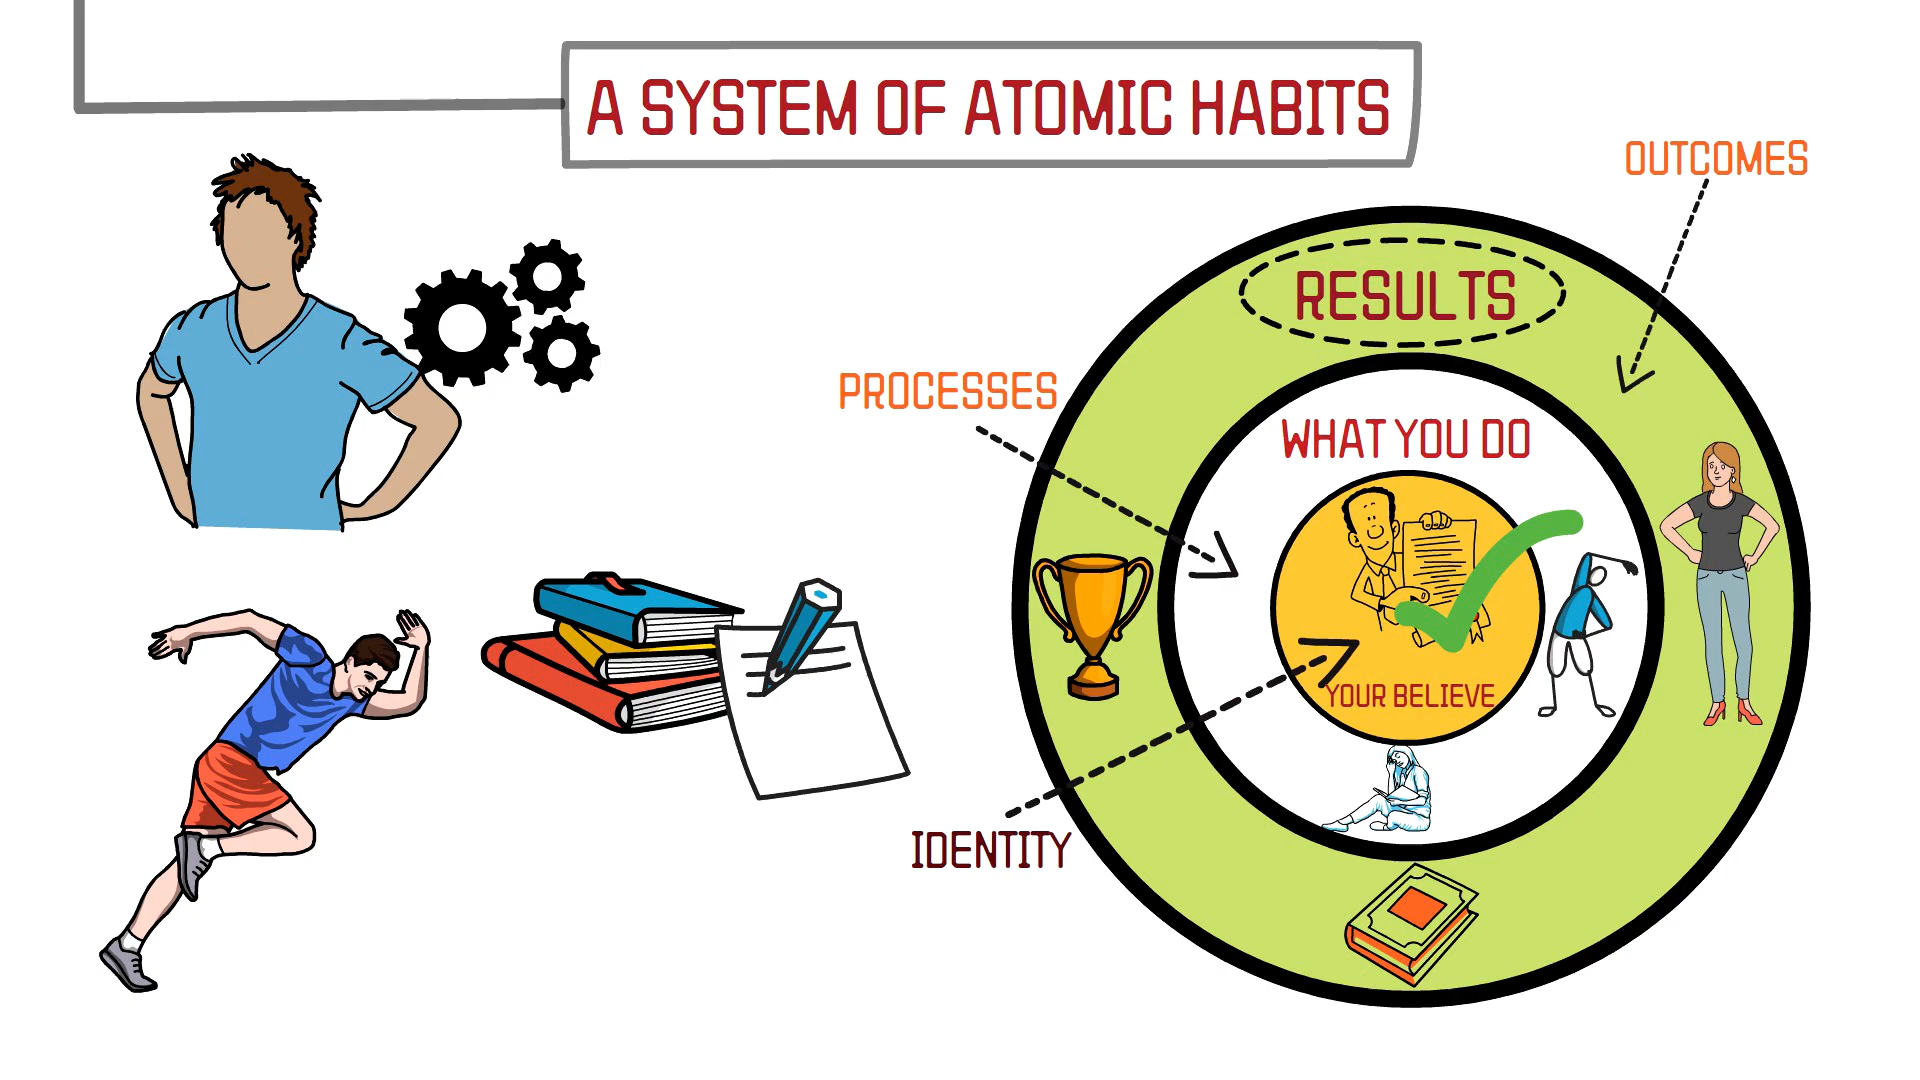 A SYSTEM OF ATOMIC HABITS
OUTCOMES
RESULTS
PROCESSES
WHAT YOU DO
YOUR BELIEVE
IDENTITY